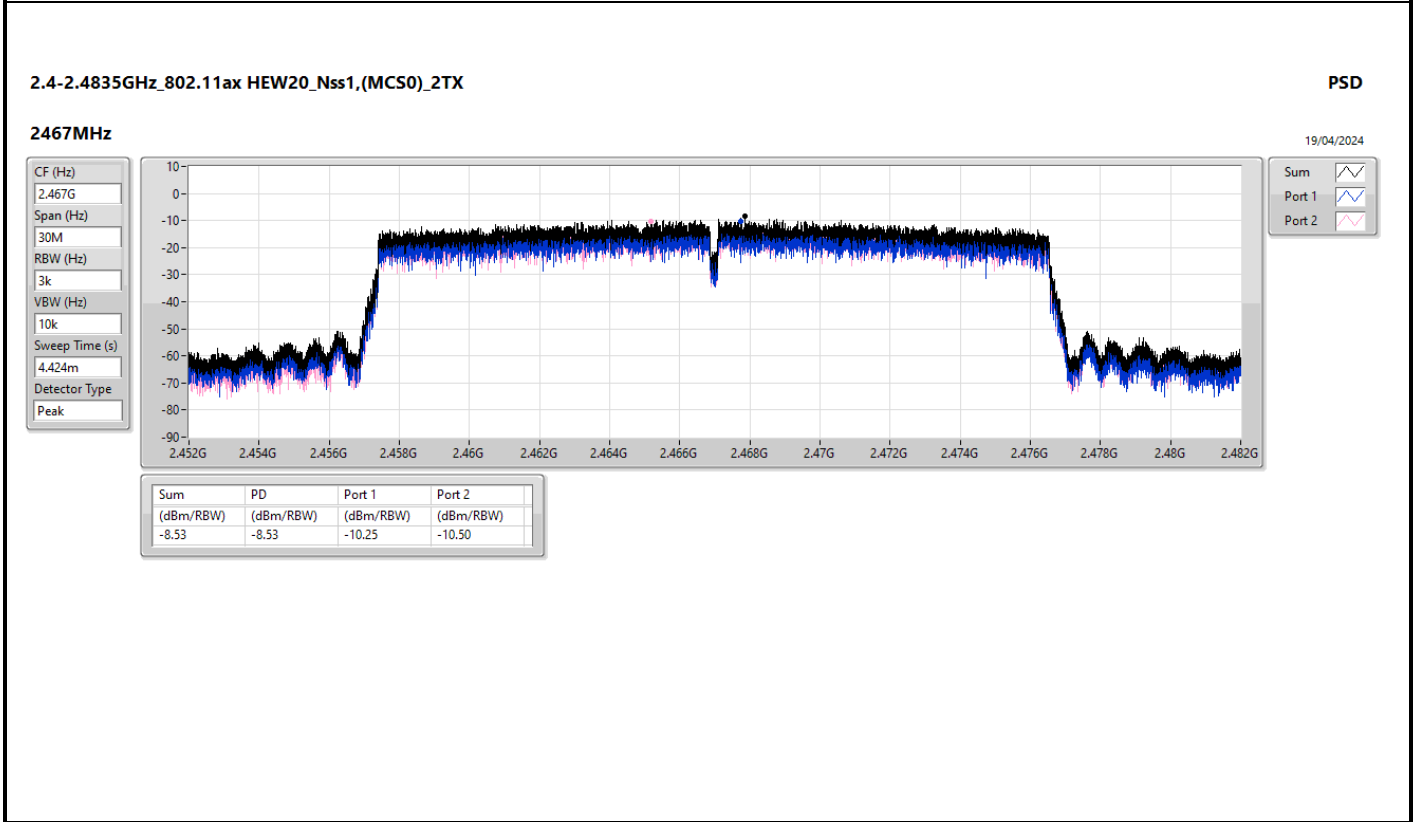 2.4-2.4835GHz_802.11ax HEW20_Nss1,(MCS0)_2TX PSD
2467MHz
19/04/2024
CF (Hz)
2.467G
Span (Hz)
30M
RBW (Hz)
3k
VBW (Hz)
10k
Sweep Time (s)
4.424m
Detector Type
Peak
10
0
-10
-20
-30
-40
-50
-60
-70
-80
-90
2.452G 2.454G 2.456G 2.458G 2.46G 2.462G 2.464G 2.466G 2.468G 2.47G 2.472G 2.474G 2.476G 2.478G 2.48G 2.482G
Sum
Port 1
Port 2
Sum PD Port 1 Port 2
(dBm/RBW) (dBm/RBW) (dBm/RBW) (dBm/RBW)
-8.53 -8.53 -10.25 -10.50